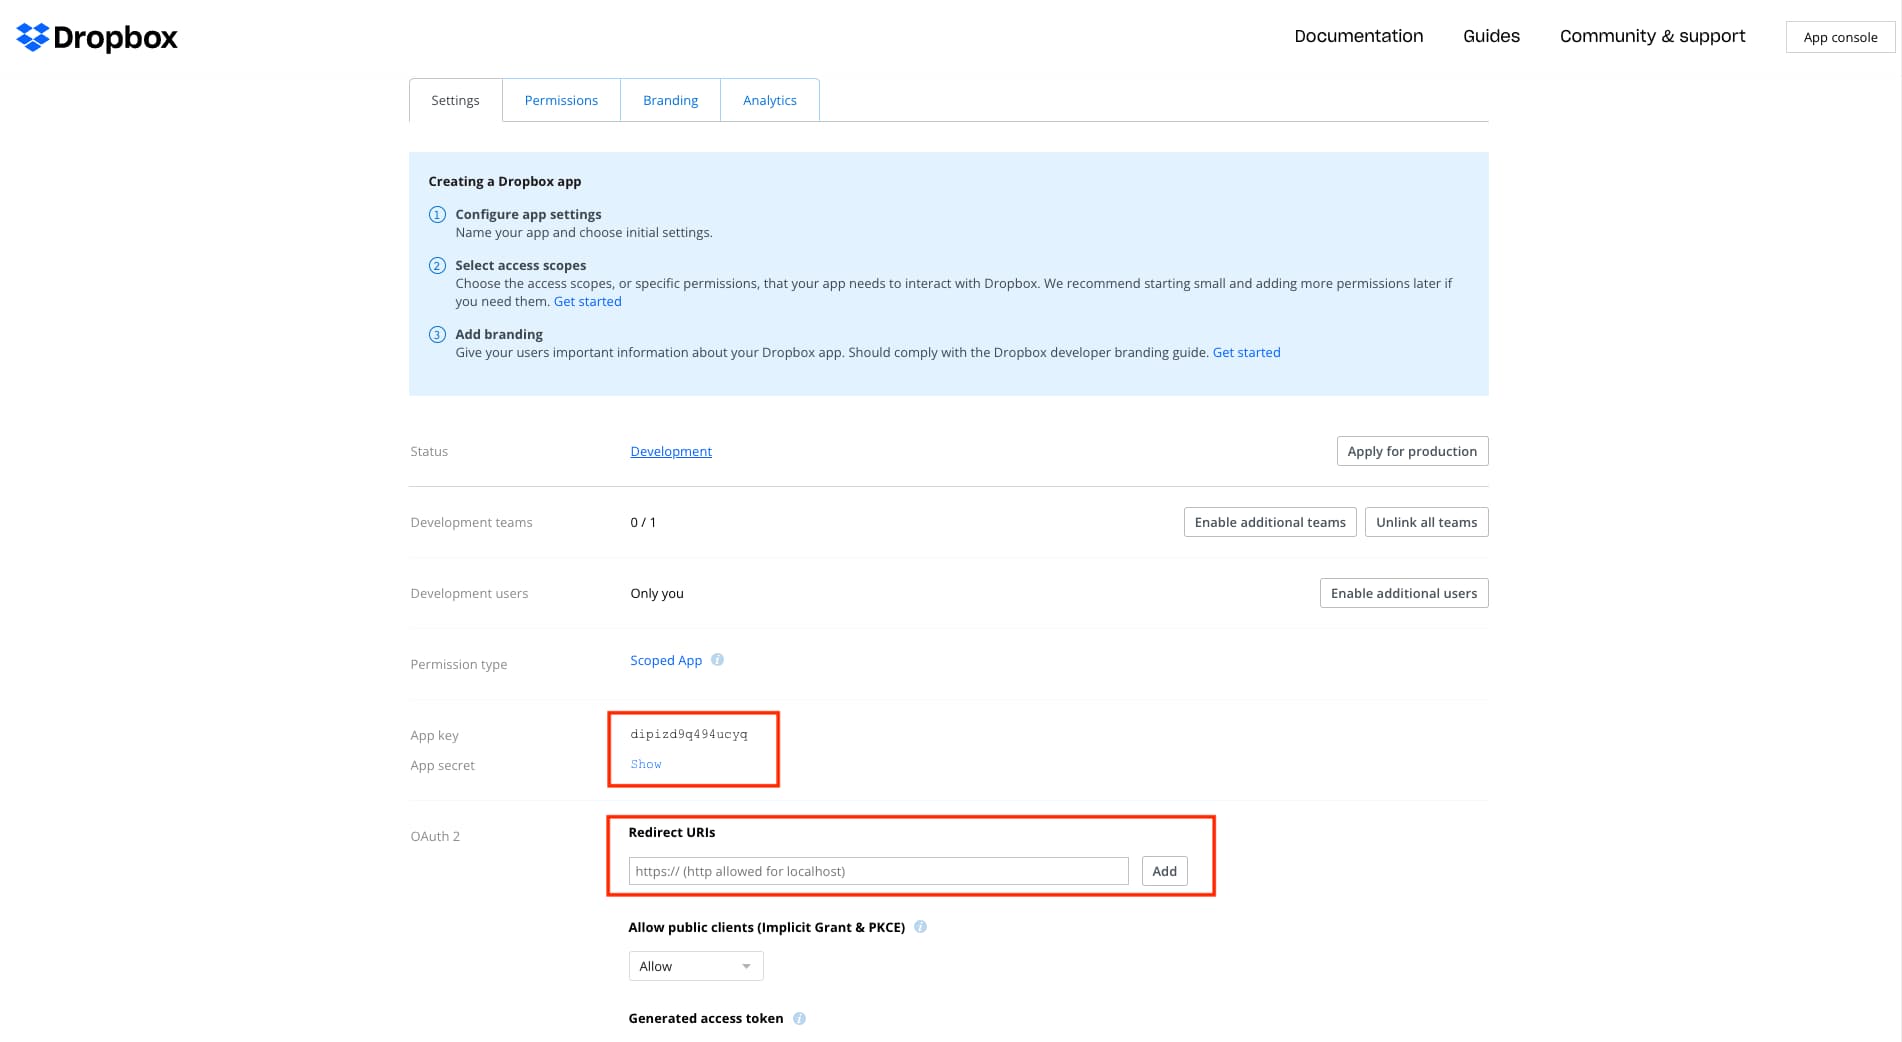 Dropbox
Documentation Guides Community & support App console
Settings Permissions Branding Analytics
Creating a Dropbox app
1 Configure app settings
Name your app and choose initial settings.
2 Select access scopes
Choose the access scopes, or specific permissions, that your app needs to interact with Dropbox. We recommend starting small and adding more permissions later if
you need them. Get started
3 Add branding
Give your users important information about your Dropbox app. Should comply with the Dropbox developer branding guide. Get started
Status Development Apply for production
Development teams 0 / 1 Enable additional teams Unlink all teams
Development users Only you Enable additional users
Permission type Scoped App i
App key dipizd9q494ucyq
App secret Show
OAuth 2 Redirect URIs
https:// (http allowed for localhost) Add
Allow public clients (Implicit Grant & PKCE) i
Allow
Generated access token i